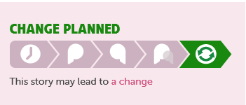 CHANGE PLANNED
This story may lead to a change